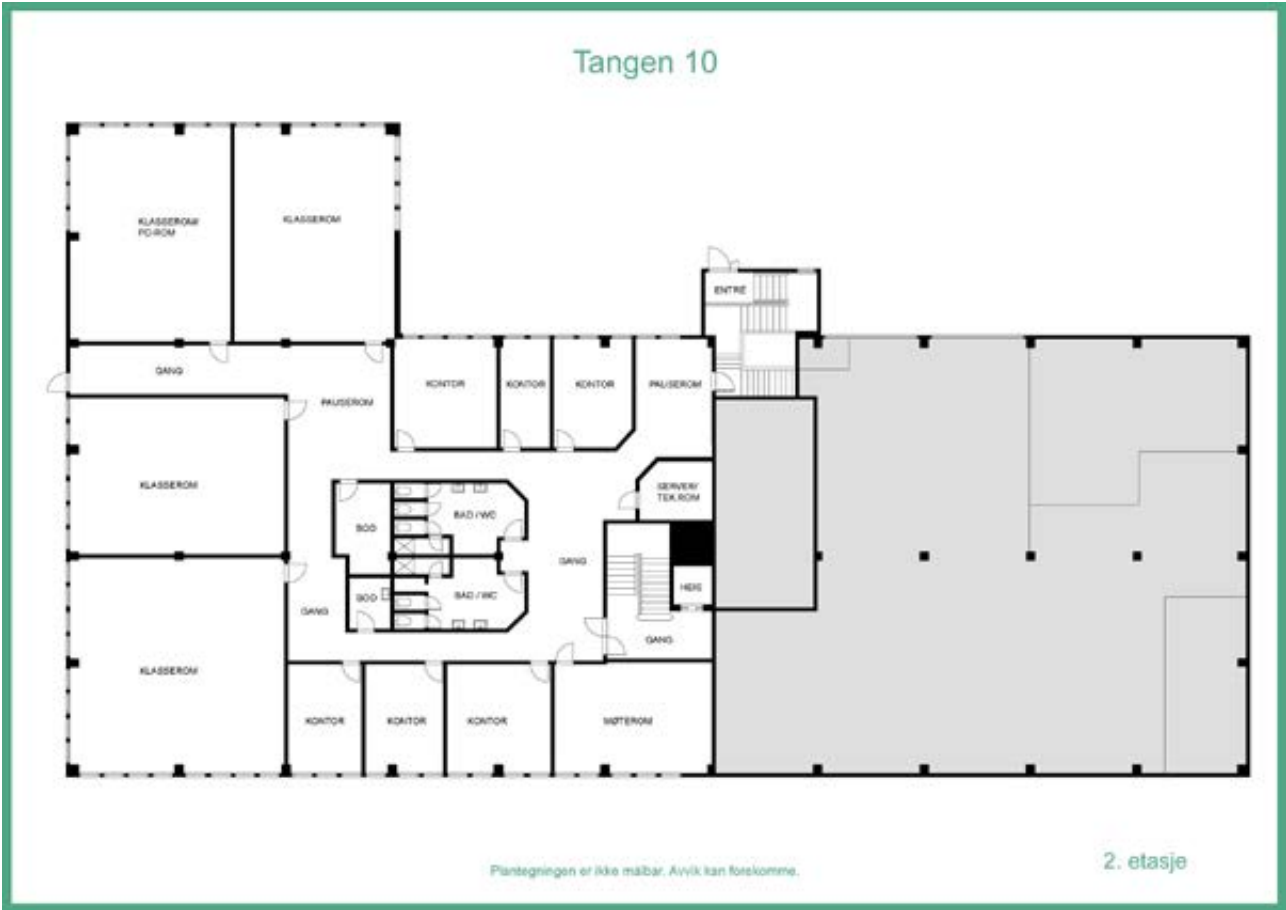 Tangen 10
KLASSEROM/
PC-ROM
KLASSEROM
ENTRE
GANG
KONTOR
KONTOR
KONTOR
PAUSEROM
PAUSEROM
KLASSEROM
SERVER/
TEK.ROM
BOD
BAD / WC
GANG
HEIS
BOD
BAD / WC
GANG
GANG
KLASSEROM
KONTOR
KONTOR
KONTOR
MØTEROM
Plantegningen er ikke målbar. Avvik kan forekomme.
2. etasje